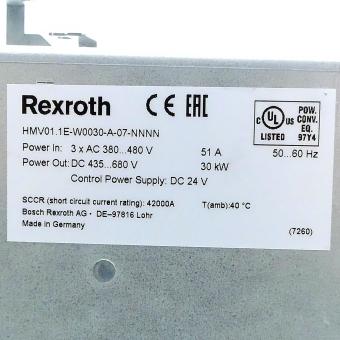 Rexroth CE EAC
c UL US LISTED
POW. CONV. EQ. 97Y4
HMV01.1E-W0030-A-07-NNNN
Power In: 3 x AC 380...480 V 51 A 50...60 Hz
Power Out: DC 435...680 V 30 kW
Control Power Supply: DC 24 V
SCCR (short circuit current rating): 42000A T(amb):40 °C
Bosch Rexroth AG · DE-97816 Lohr
Made in Germany
(7260)